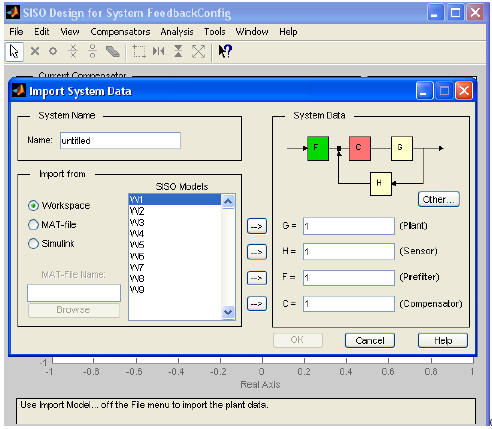 SISO Design for System FeedbackConfig
File Edit View Compensators Analysis Tools Window Help
Current Compensator
Import System Data
System Name
Name: untitled
Import from
Workspace
MAT-file
Simulink
MAT-File Name:
Browse
SISO Models
W1
W2
W3
W4
W5
W6
W7
W8
W9
-->
-->
-->
-->
System Data
F
C
G
H
Other...
G = 1 (Plant)
H = 1 (Sensor)
F = 1 (Prefilter)
C = 1 (Compensator)
OK Cancel Help
-1
-1 -0.8 -0.6 -0.4 -0.2 0 0.2 0.4 0.6 0.8 1
Real Axis
Use Import Model... off the File menu to import the plant data.